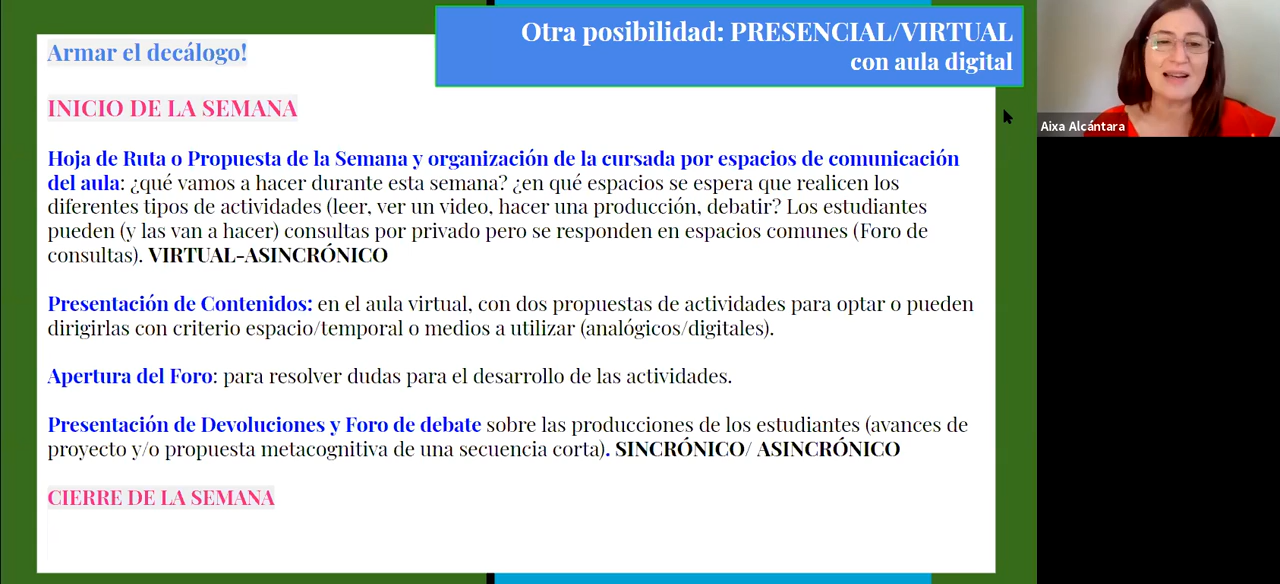 Otra posibilidad: PRESENCIAL/VIRTUAL
con aula digital
Armar el decálogo!
INICIO DE LA SEMANA
Hoja de Ruta o Propuesta de la Semana y organización de la cursada por espacios de comunicación
del aula: ¿qué vamos a hacer durante esta semana? ¿en qué espacios se espera que realicen los
diferentes tipos de actividades (leer, ver un video, hacer una producción, debatir? Los estudiantes
pueden (y las van a hacer) consultas por privado pero se responden en espacios comunes (Foro de
consultas). VIRTUAL-ASINCRÓNICO
Presentación de Contenidos: en el aula virtual, con dos propuestas de actividades para optar o pueden
dirigirlas con criterio espacio/temporal o medios a utilizar (analógicos/digitales).
Apertura del Foro: para resolver dudas para el desarrollo de las actividades.
Presentación de Devoluciones y Foro de debate sobre las producciones de los estudiantes (avances de
proyecto y/o propuesta metacognitiva de una secuencia corta). SINCRÓNICO/ ASINCRÓNICO
CIERRE DE LA SEMANA
Aixa Alcántara